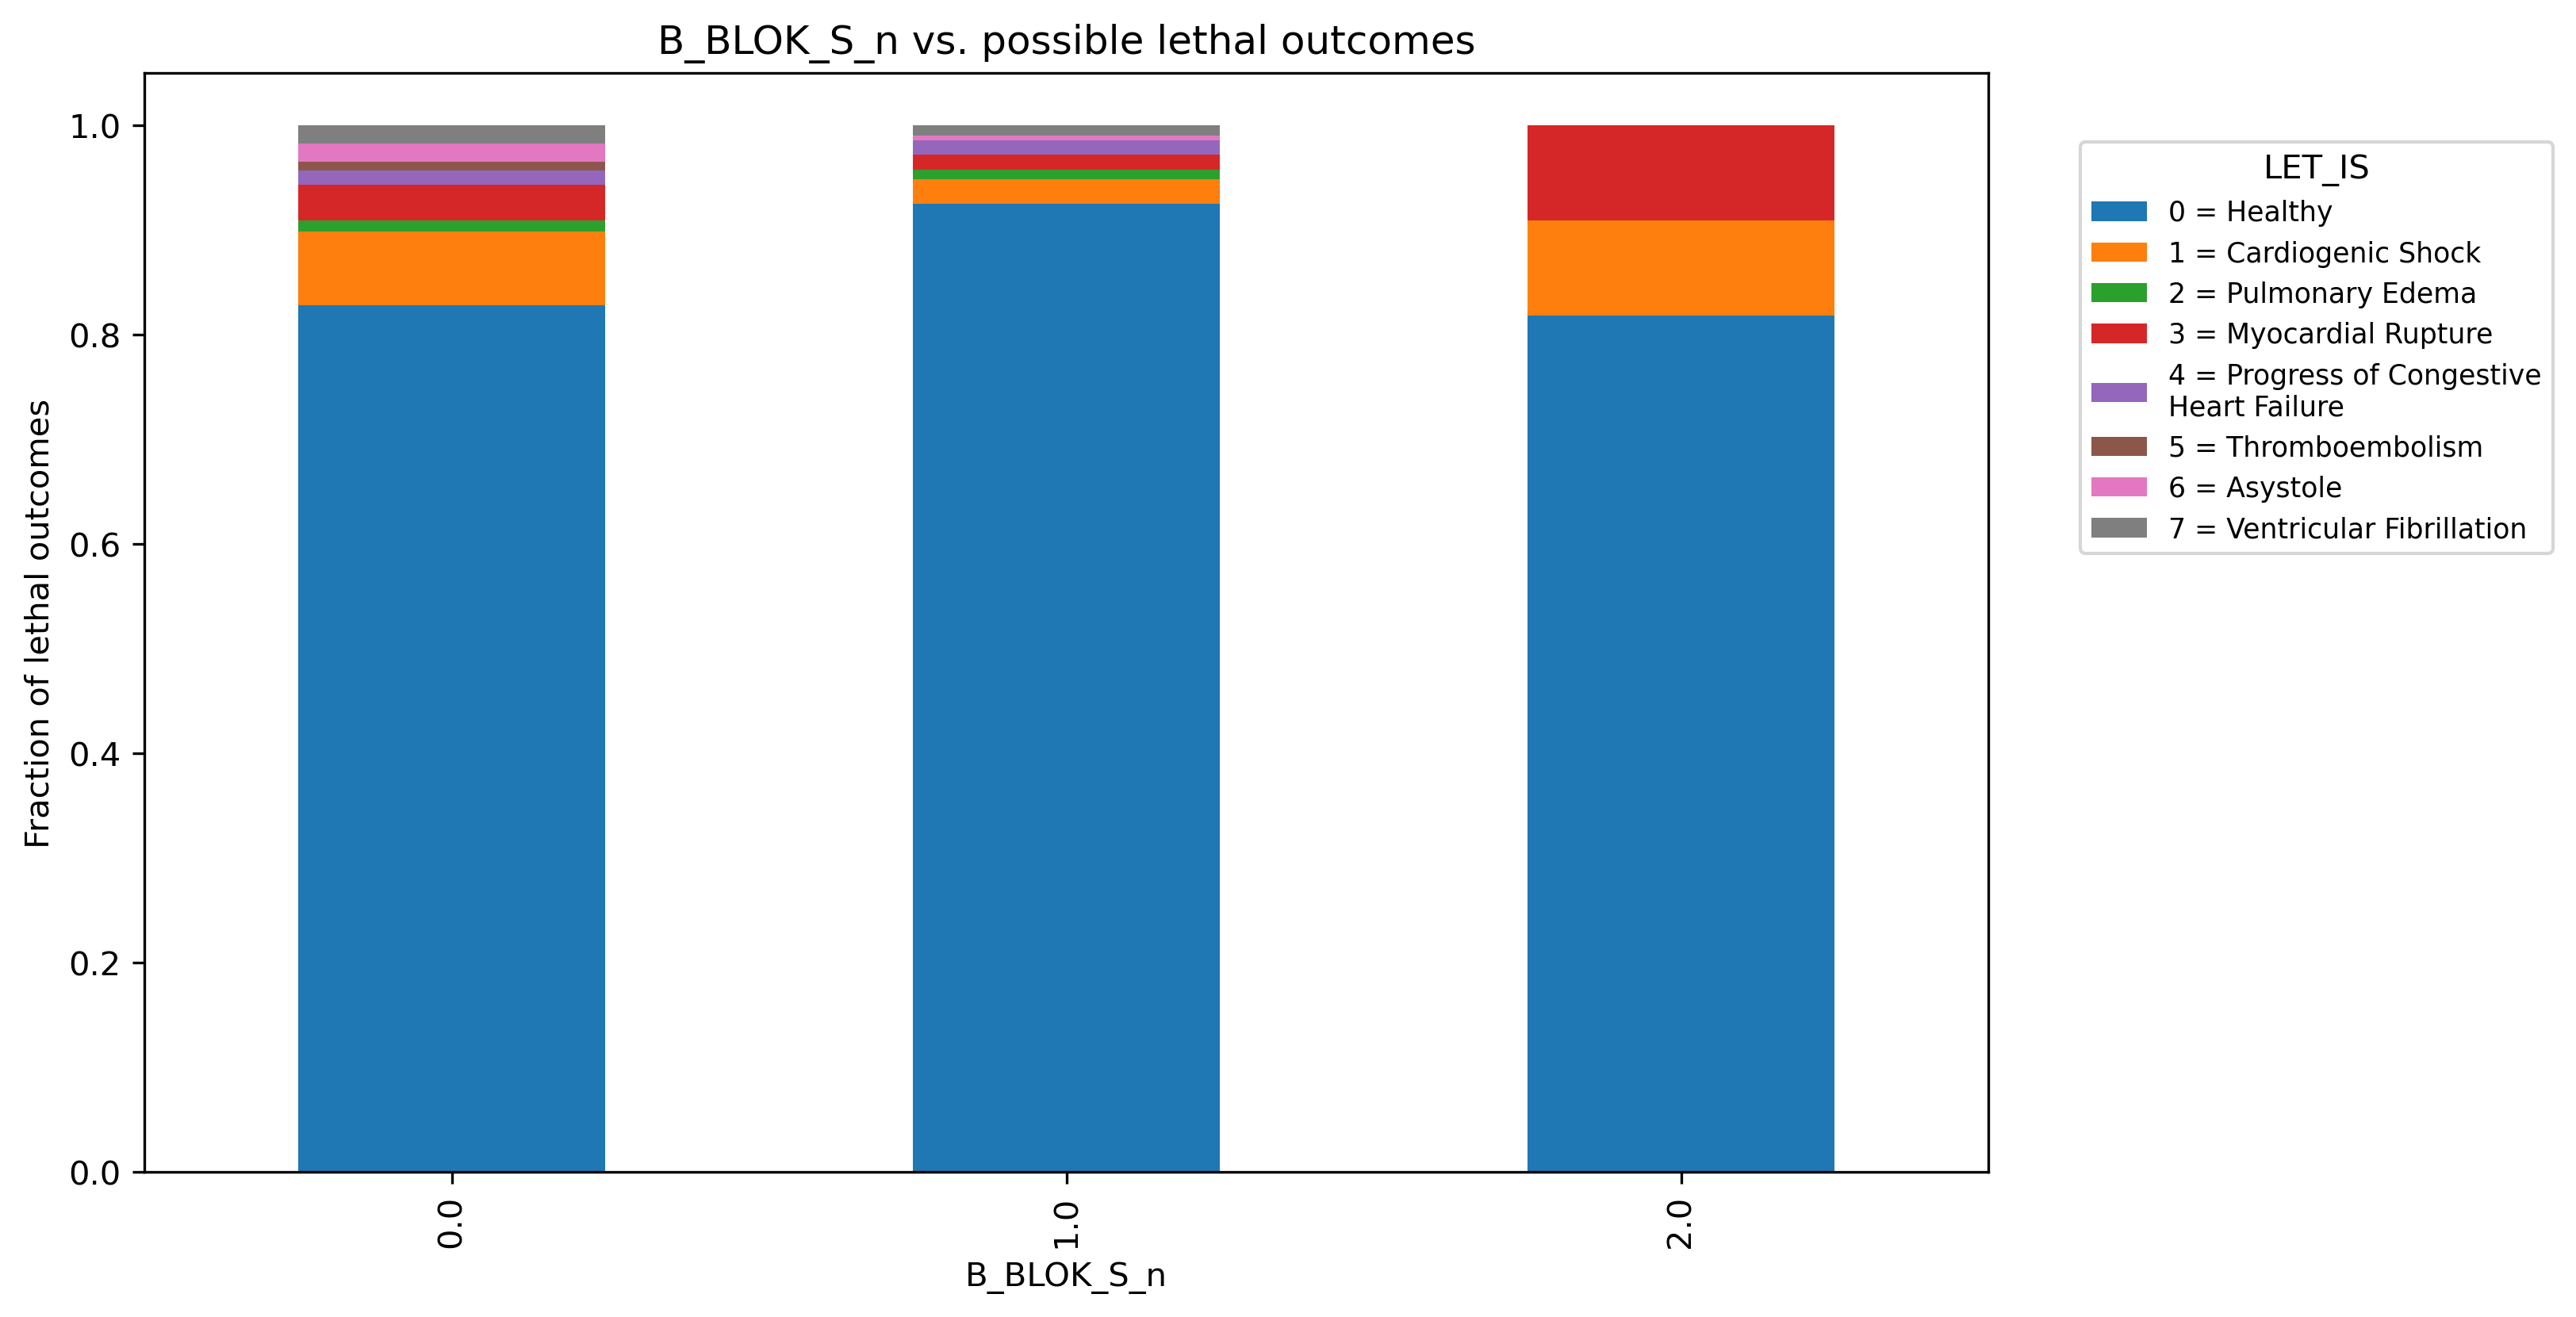 B_BLOK_S_n vs. possible lethal outcomes
Fraction of lethal outcomes
1.0
0.8
0.6
0.4
0.2
0.0
0.0
1.0
2.0
B_BLOK_S_n
LET_IS
0 = Healthy
1 = Cardiogenic Shock
2 = Pulmonary Edema
3 = Myocardial Rupture
4 = Progress of Congestive
Heart Failure
5 = Thromboembolism
6 = Asystole
7 = Ventricular Fibrillation